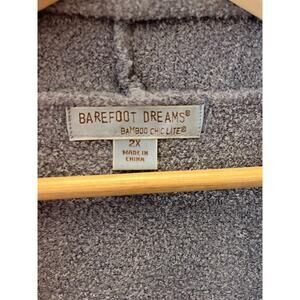 BAREFOOT DREAMS®
BAMBOO CHIC LITE®
2X
MADE IN
CHINA